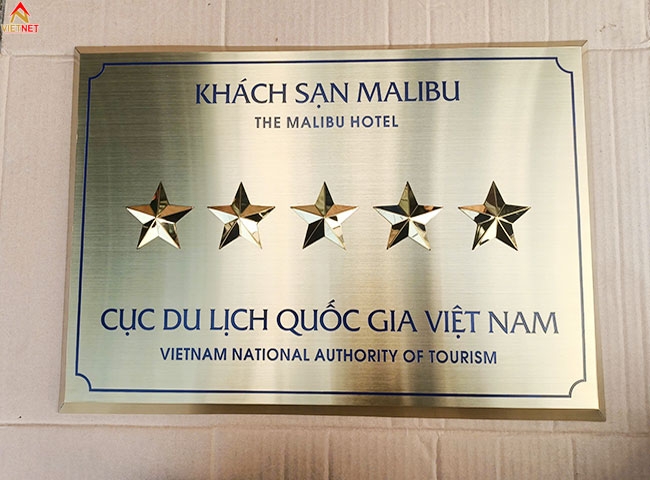 VIETNET
KHÁCH SẠN MALIBU
THE MALIBU HOTEL
CỤC DU LỊCH QUỐC GIA VIỆT NAM
VIETNAM NATIONAL AUTHORITY OF TOURISM